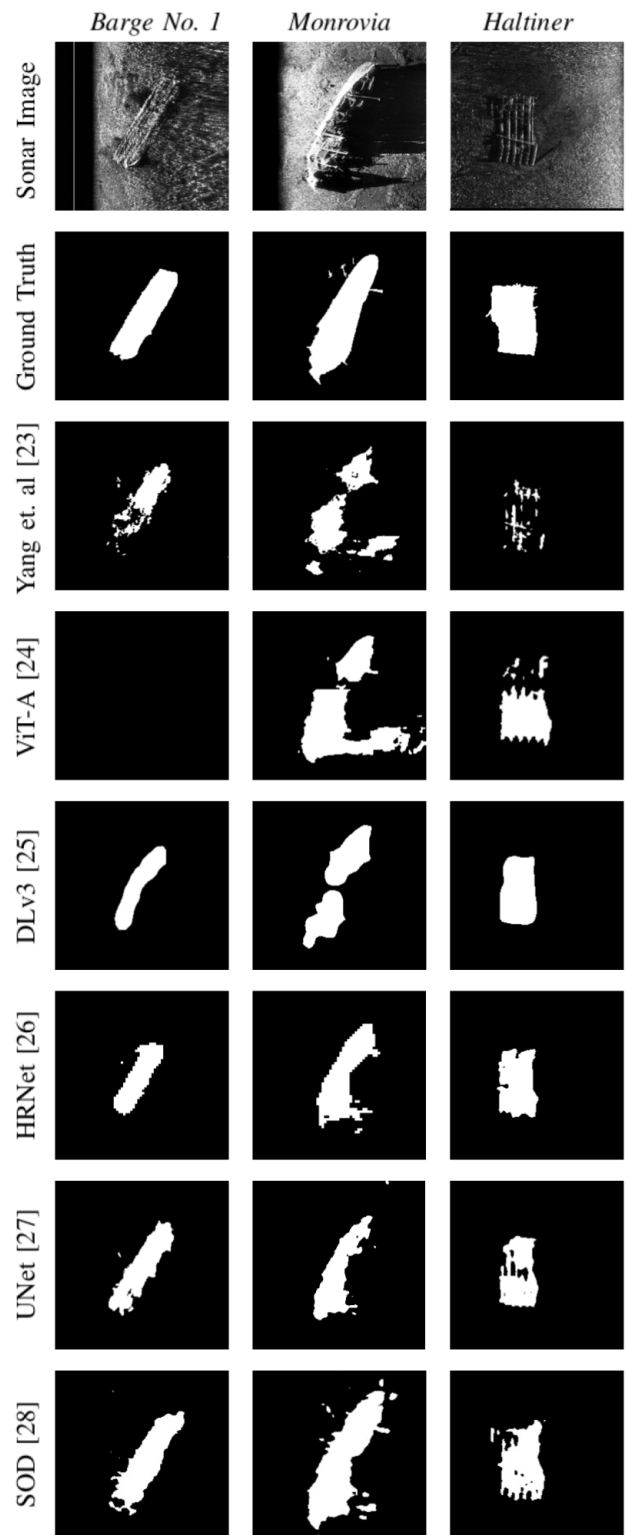 Barge No. 1 Monrovia Haltiner
Sonar Image
Ground Truth
Yang et. al [23]
ViT-A [24]
DLv3 [25]
HRNet [26]
UNet [27]
SOD [28]